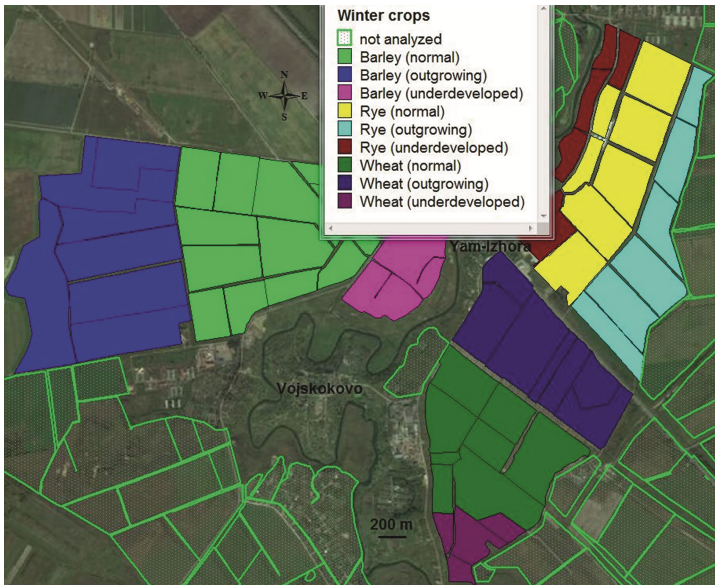 Winter crops
not analyzed
Barley (normal)
Barley (outgrowing)
Barley (underdeveloped)
Rye (normal)
Rye (outgrowing)
Rye (underdeveloped)
Wheat (normal)
Wheat (outgrowing)
Wheat (underdeveloped)
N
W E
S
Yam-Izhora
Vojskokovo
200 m